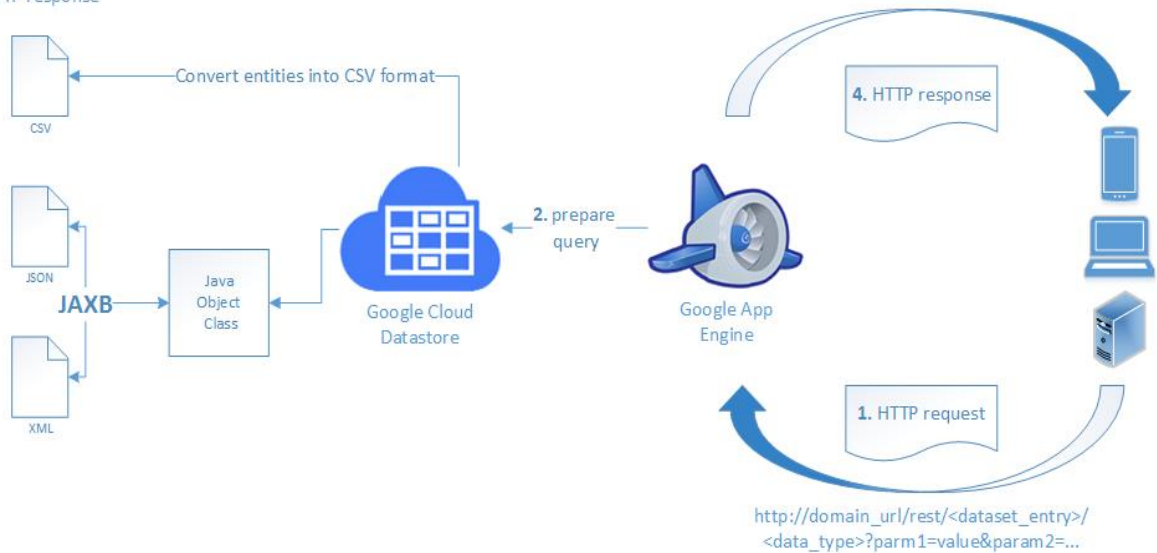 response
Convert entities into CSV format
CSV
4. HTTP response
JSON
JAXB
Java
Object
Class
XML
2. prepare
query
Google Cloud
Datastore
Google App
Engine
1. HTTP request
http://domain_url/rest/<dataset_entry>/
<data_type>?parm1=value&param2=...